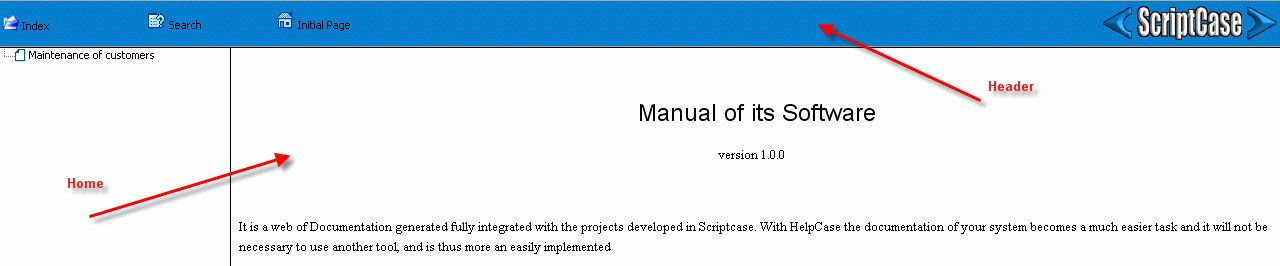 Index Search Initial Page ScriptCase
Maintenance of customers
Header
Manual of its Software
version 1.0.0
Home
It is a web of Documentation generated fully integrated with the projects developed in Scriptcase. With HelpCase the documentation of your system becomes a much easier task and it will not be
necessary to use another tool, and is thus more an easily implemented